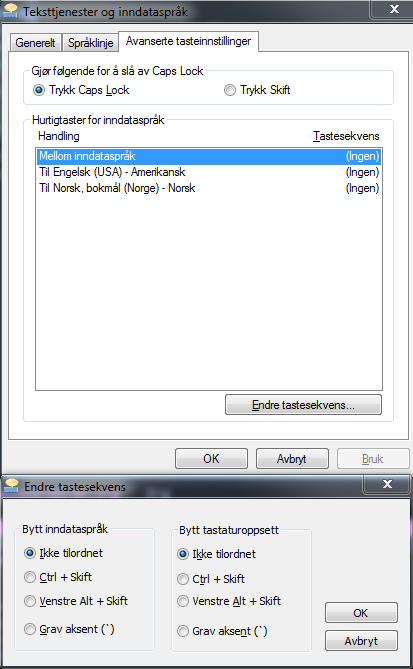 Teksttjenester og inndataspråk
Generelt Språklinje Avanserte tasteinnstillinger
Gjør følgende for å slå av Caps Lock
Trykk Caps Lock Trykk Skift
Hurtigtaster for inndataspråk
Handling Tastesekvens
Mellom inndataspråk (Ingen)
Til Engelsk (USA) - Amerikansk (Ingen)
Til Norsk, bokmål (Norge) - Norsk (Ingen)
Endre tastesekvens...
OK Avbryt Bruk
Endre tastesekvens
Bytt inndataspråk Bytt tastaturoppsett
Ikke tilordnet Ikke tilordnet
Ctrl + Skift Ctrl + Skift
Venstre Alt + Skift Venstre Alt + Skift
Grav aksent (`) Grav aksent (`)
OK
Avbryt